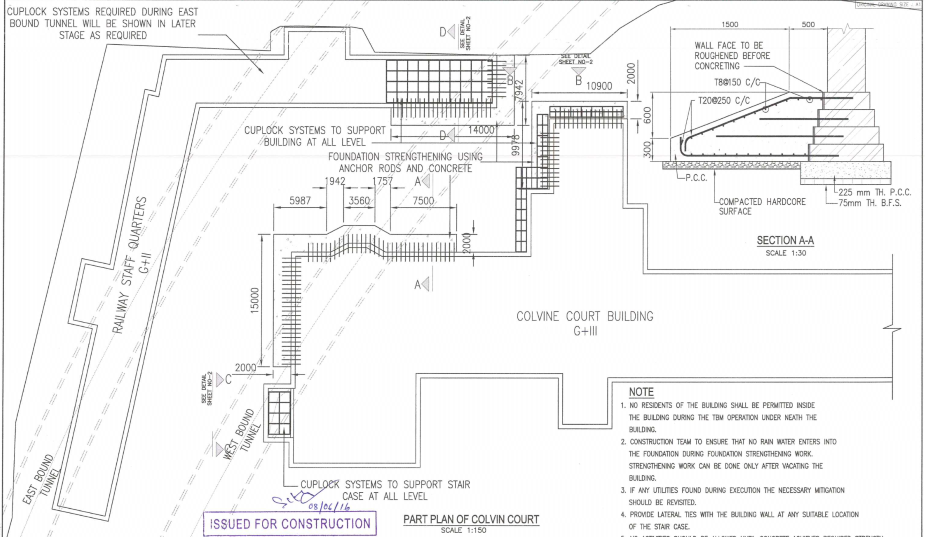 CUPLOCK SYSTEMS REQUIRED DURING EAST
BOUND TUNNEL WILL BE SHOWN IN LATER
STAGE AS REQUIRED
D
SEE DETAIL
SHEET NO-2
SEE DETAIL
SHEET NO-2
B
B
10900
2000
7942
14000
D
9978
CUPLOCK SYSTEMS TO SUPPORT
BUILDING AT ALL LEVEL
FOUNDATION STRENGTHENING USING
ANCHOR RODS AND CONCRETE
1942
1757
A
5987
3560
7500
2000
A
15000
2000
SEE DETAIL
SHEET NO-2
C
RAILWAY STAFF QUARTERS
G+II
COLVINE COURT BUILDING
G+III
EAST BOUND
TUNNEL
WEST BOUND
TUNNEL
CUPLOCK SYSTEMS TO SUPPORT STAIR
CASE AT ALL LEVEL
08/06/16
ISSUED FOR CONSTRUCTION
PART PLAN OF COLVIN COURT
SCALE 1:150
1500
500
WALL FACE TO BE
ROUGHENED BEFORE
CONCRETING
T8@150 C/C
T20@250 C/C
600
300
P.C.C.
COMPACTED HARDCORE
SURFACE
225 mm TH. P.C.C.
75mm TH. B.F.S.
SECTION A-A
SCALE 1:30
NOTE
1. NO RESIDENTS OF THE BUILDING SHALL BE PERMITTED INSIDE
THE BUILDING DURING THE TBM OPERATION UNDER NEATH THE
BUILDING.
2. CONSTRUCTION TEAM TO ENSURE THAT NO RAIN WATER ENTERS INTO
THE FOUNDATION DURING FOUNDATION STRENGTHENING WORK.
STRENGTHENING WORK CAN BE DONE ONLY AFTER VACATING THE
BUILDING.
3. IF ANY UTILITIES FOUND DURING EXECUTION THE NECESSARY MITIGATION
SHOULD BE REVISITED.
4. PROVIDE LATERAL TIES WITH THE BUILDING WALL AT ANY SUITABLE LOCATION
OF THE STAIR CASE.